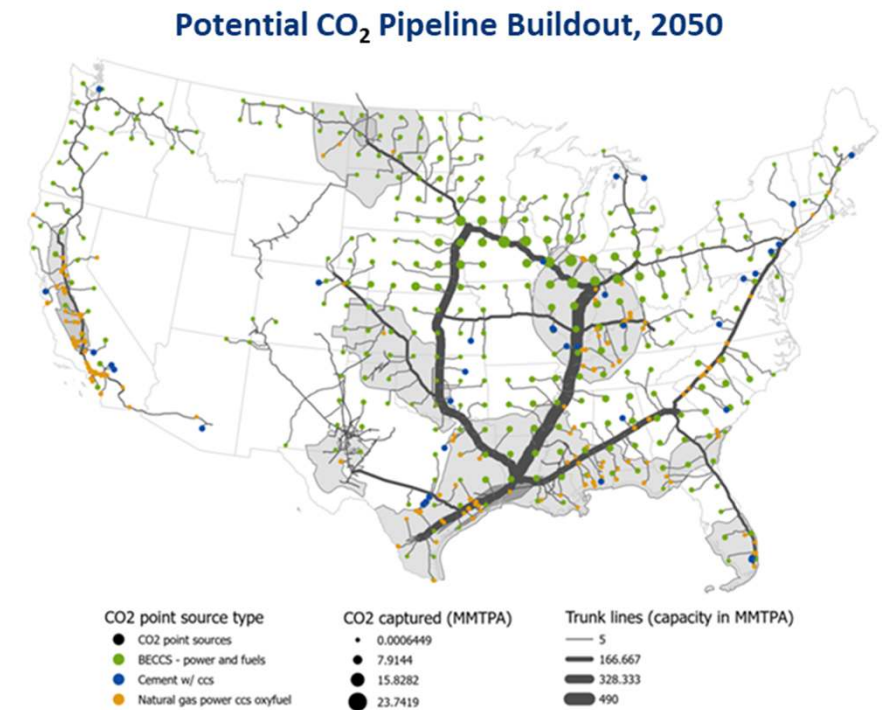 Potential CO₂ Pipeline Buildout, 2050
CO2 point source type
CO2 point sources
BECCS - power and fuels
Cement w/ ccs
Natural gas power ccs oxyfuel
CO2 captured (MMTPA)
0.0006449
7.9144
15.8282
23.7419
Trunk lines (capacity in MMTPA)
5
166.667
328.333
490